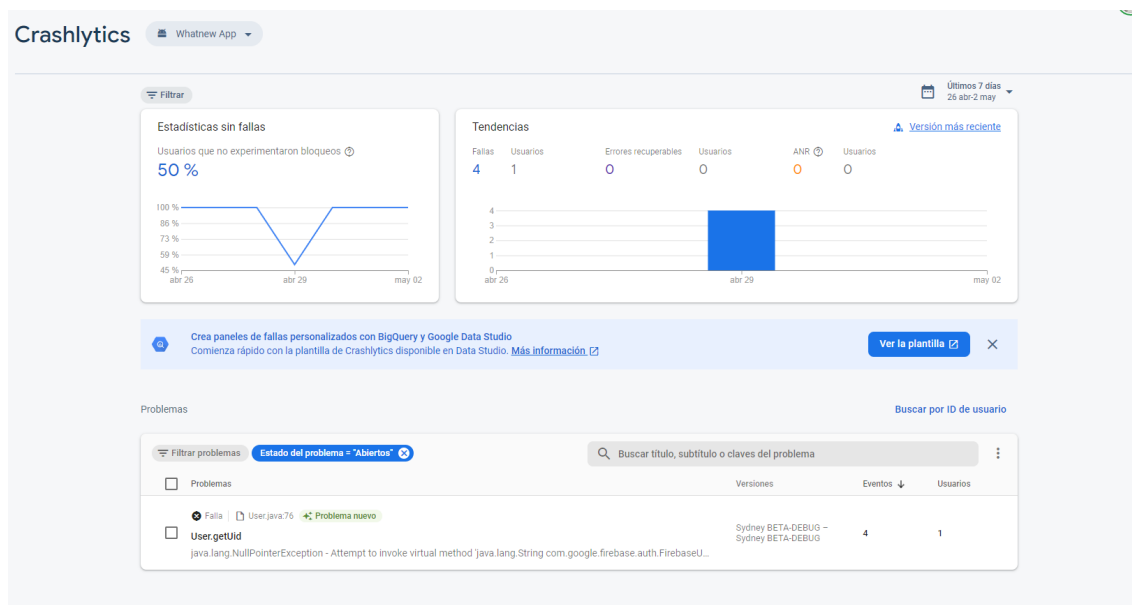 Crashlytics
Whatnew App
Filtrar
Últimos 7 días
26 abr-2 may
Estadísticas sin fallas
Usuarios que no experimentaron bloqueos
50 %
100 %
86 %
73 %
59 %
45 %
abr 26
abr 29
may 02
Tendencias
Versión más reciente
Fallas Usuarios Errores recuperables Usuarios ANR Usuarios
4 1 0 0 0 0
4
3
2
1
0
abr 26
abr 29
may 02
Crea paneles de fallas personalizados con BigQuery y Google Data Studio
Comienza rápido con la plantilla de Crashlytics disponible en Data Studio. Más información
Ver la plantilla
Problemas
Buscar por ID de usuario
Filtrar problemas
Estado del problema = "Abiertos"
Buscar título, subtítulo o claves del problema
Problemas Versiones Eventos Usuarios
Falla User.java:76 Problema nuevo
User.getUid
java.lang.NullPointerException - Attempt to invoke virtual method 'java.lang.String com.google.firebase.auth.FirebaseU...
Sydney BETA-DEBUG –
Sydney BETA-DEBUG
4
1